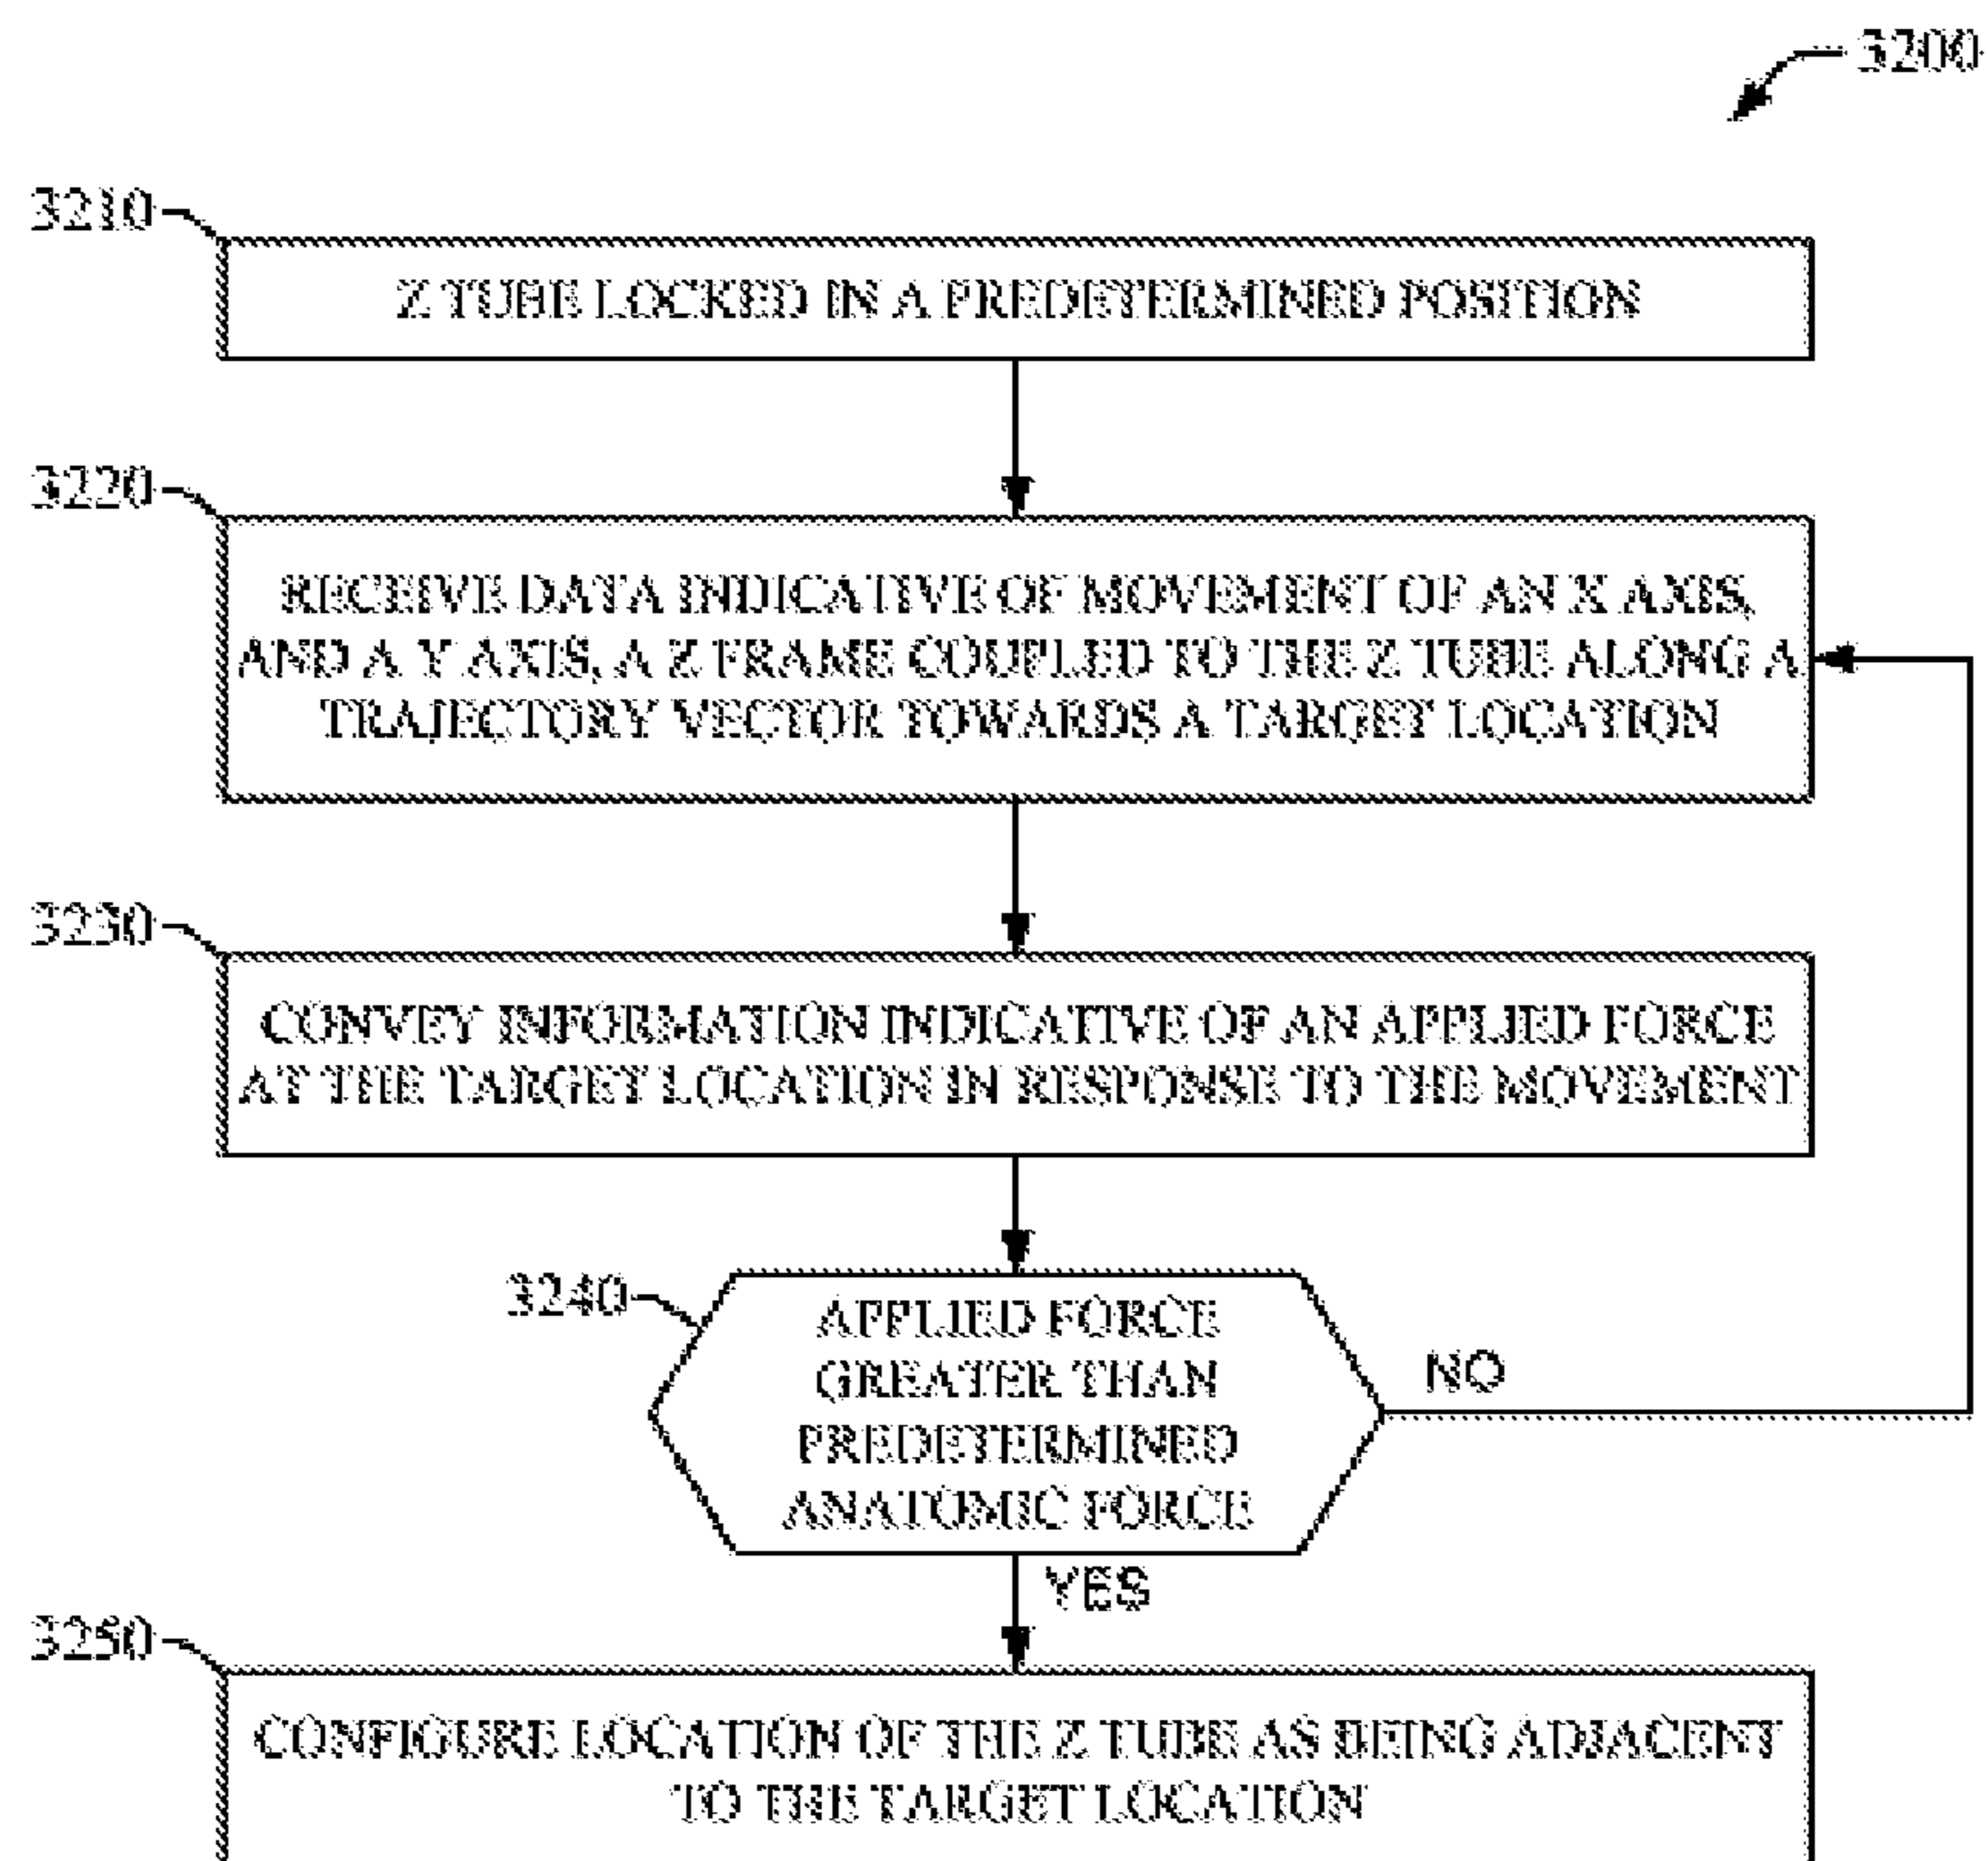 3200
3210
Z TUBE LOCKED IN A PREDETERMINED POSITION
3220
RECEIVE DATA INDICATIVE OF MOVEMENT OF AN X AXIS,
AND A Y AXIS, A Z FRAME COUPLED TO THE Z TUBE ALONG A
TRAJECTORY VECTOR TOWARDS A TARGET LOCATION
3230
CONVEY INFORMATION INDICATIVE OF AN APPLIED FORCE
AT THE TARGET LOCATION IN RESPONSE TO THE MOVEMENT
3240
APPLIED FORCE
GREATER THAN
PREDETERMINED
ANATOMIC FORCE
NO
YES
3250
CONFIGURE LOCATION OF THE Z TUBE AS BEING ADJACENT
TO THE TARGET LOCATION